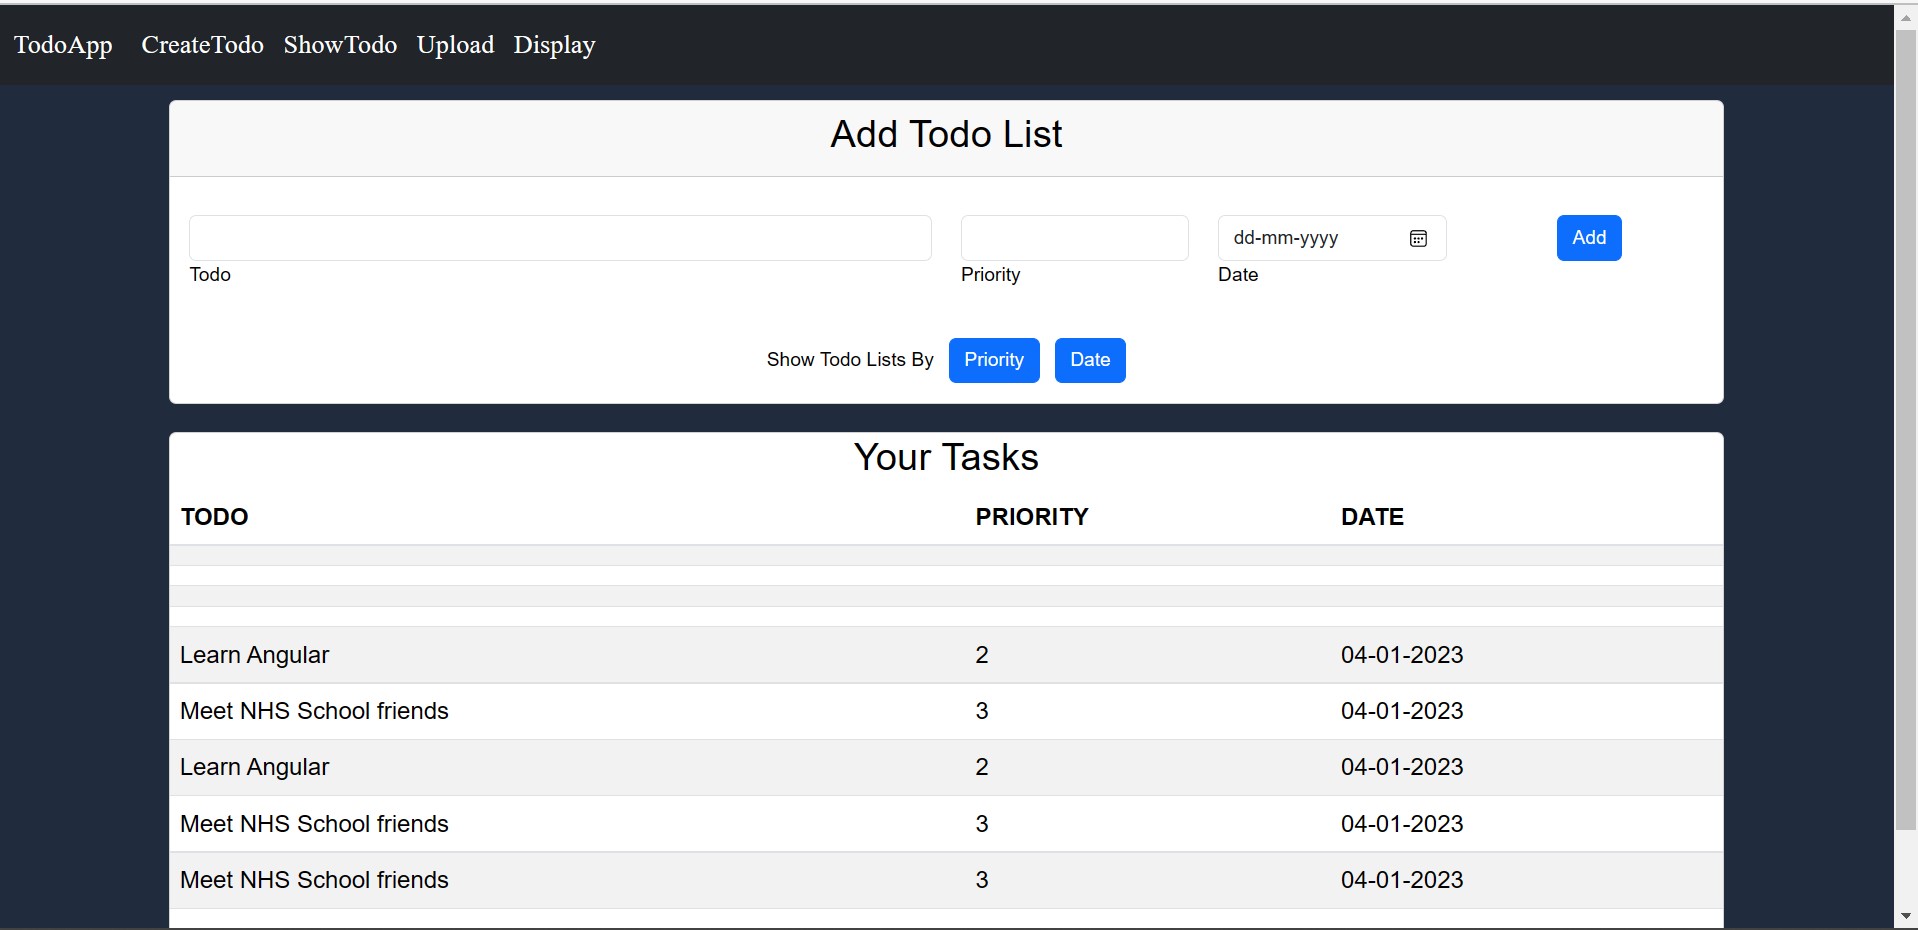 TodoApp CreateTodo ShowTodo Upload Display
Add Todo List
dd-mm-yyyy Add
Todo Priority Date
Show Todo Lists By Priority Date
Your Tasks
TODO PRIORITY DATE
Learn Angular 2 04-01-2023
Meet NHS School friends 3 04-01-2023
Learn Angular 2 04-01-2023
Meet NHS School friends 3 04-01-2023
Meet NHS School friends 3 04-01-2023